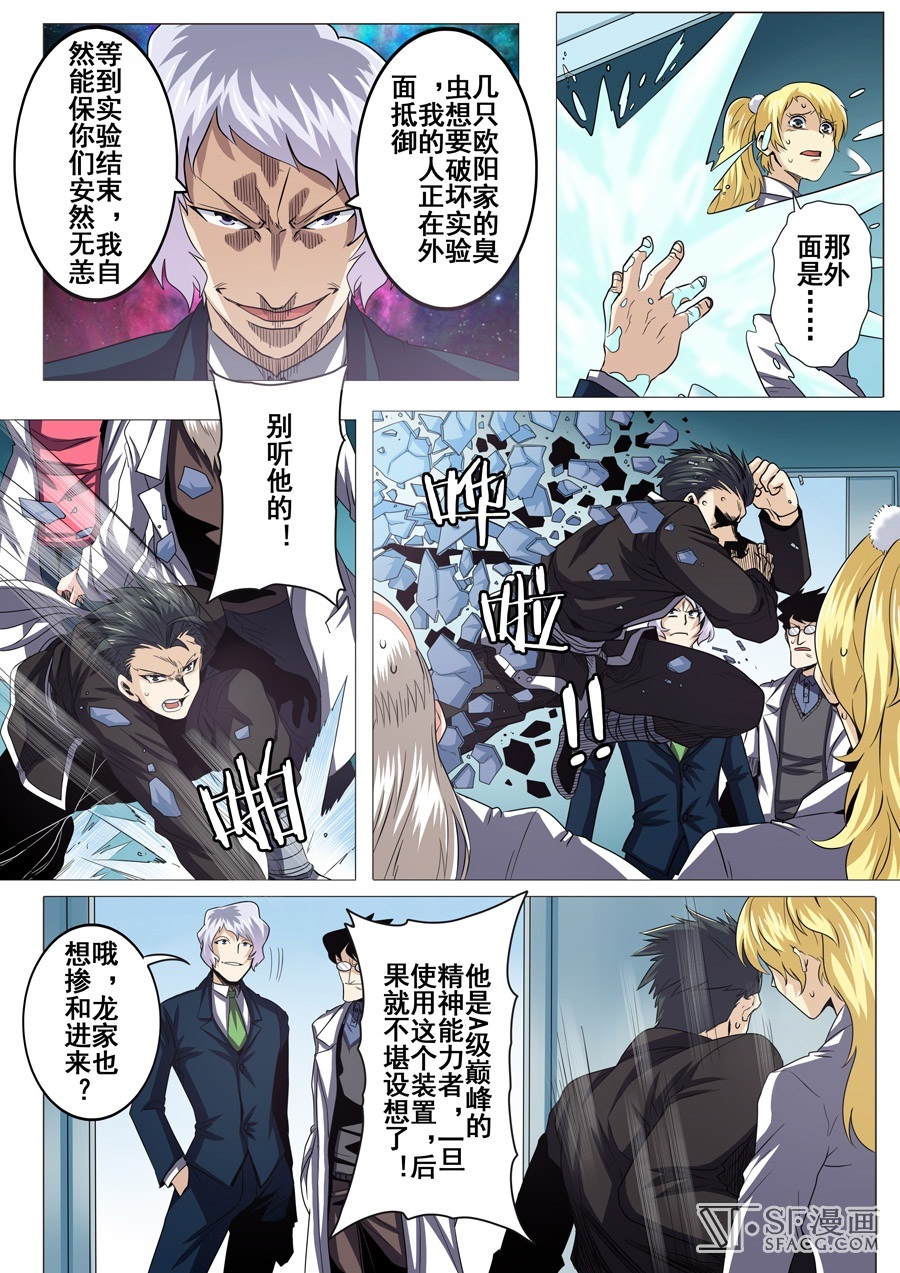 那外
面是……
几只欧阳家的臭
虫想要破坏实验
，我的人正在外
面抵御
等到实验结束，我自
然能保你们安然无恙
哗
啦
!!
别听他的！
啪
他是A级巅峰的
精神能力者，一旦
使用这个装置，后
果就不堪设想了！
哦，龙家也
想掺和进来？
SF漫画
SFACG.COM